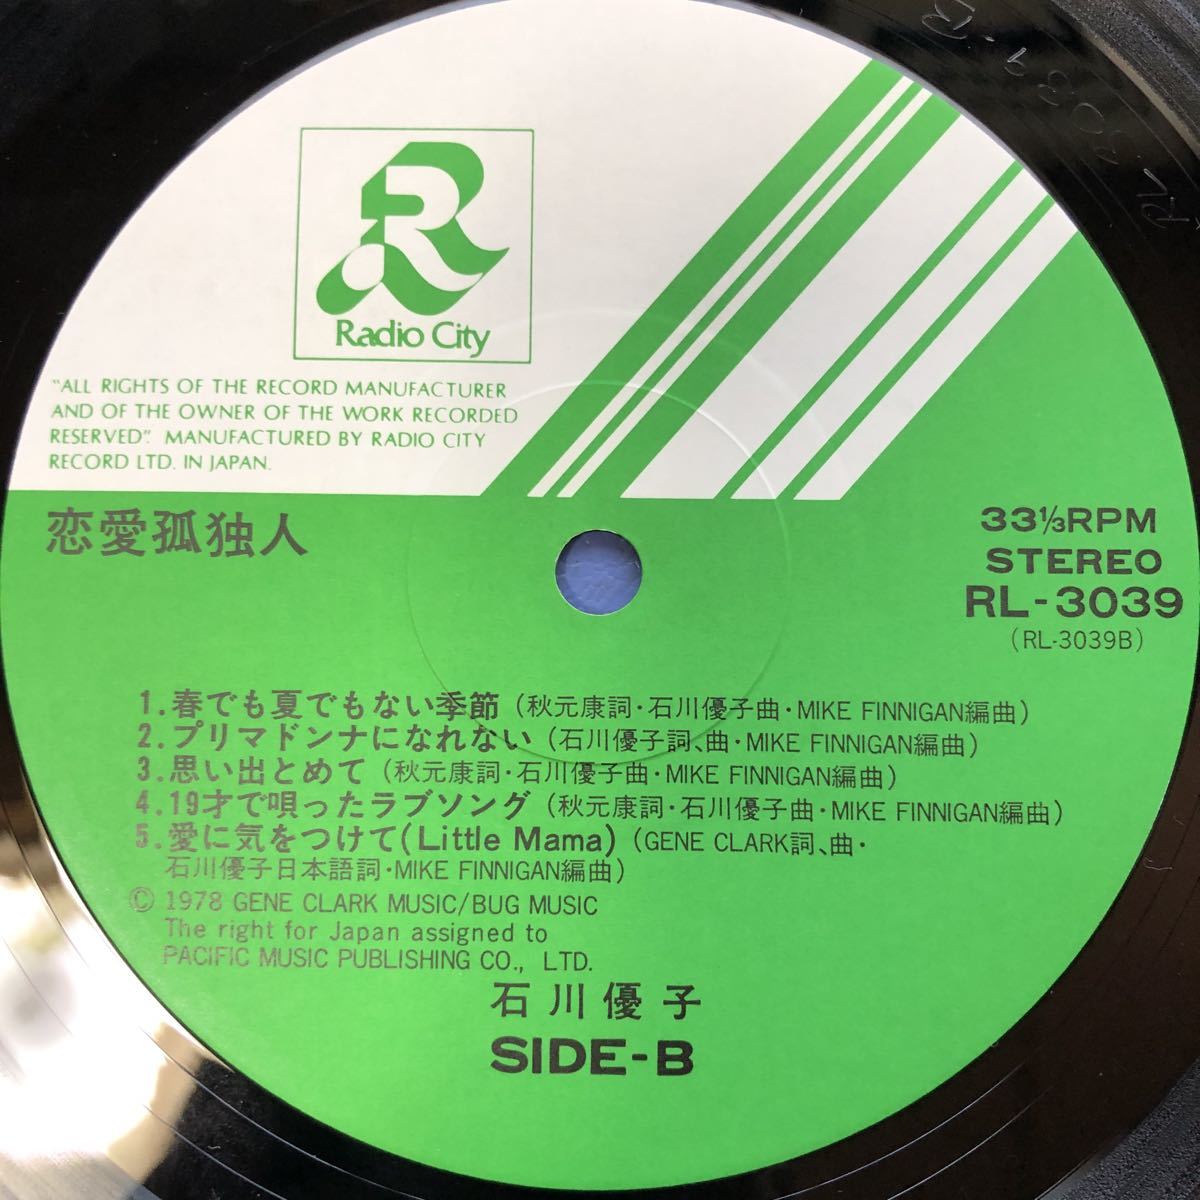 RL-3039-B
R
Radio City
"ALL RIGHTS OF THE RECORD MANUFACTURER
AND OF THE OWNER OF THE WORK RECORDED
RESERVED". MANUFACTURED BY RADIO CITY
RECORD LTD. IN JAPAN.
恋愛孤独人
33⅓RPM
STEREO
RL-3039
(RL-3039B)
1.春でも夏でもない季節(秋元康詞・石川優子曲・MIKE FINNIGAN編曲)
2.プリマドンナになれない(石川優子詞、曲・MIKE FINNIGAN編曲)
3.思い出とめて(秋元康詞・石川優子曲・MIKE FINNIGAN編曲)
4.19才で唄ったラブソング(秋元康詞・石川優子曲・MIKE FINNIGAN編曲)
5.愛に気をつけて(Little Mama)(GENE CLARK詞、曲・
石川優子日本語詞・MIKE FINNIGAN編曲)
© 1978 GENE CLARK MUSIC/BUG MUSIC
The right for Japan assigned to
PACIFIC MUSIC PUBLISHING CO., LTD.
石川優子
SIDE-B